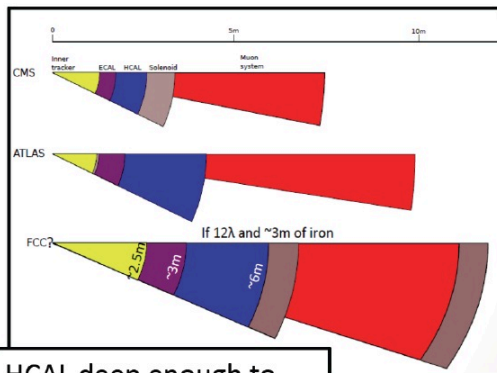 0 5m 10m
Inner tracker ECAL HCAL Solenoid Muon system
CMS
ATLAS
If 12λ and ~3m of iron
FCC?
~2.5m
~3m
~6m
HCAL deep enough to